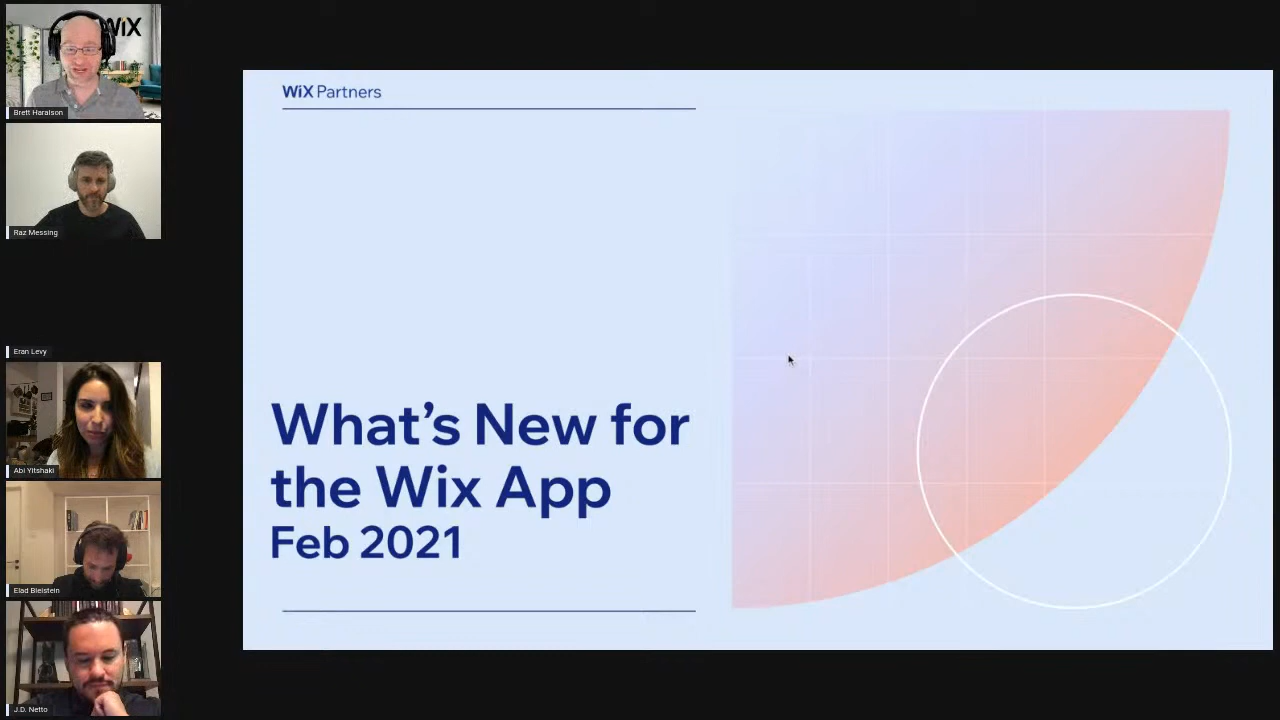 WiX
Brett Haralson
Raz Messing
Eran Levy
Abi Yitshaki
Elad Bielstein
J.D. Netto
WiX Partners
What's New for
the Wix App
Feb 2021